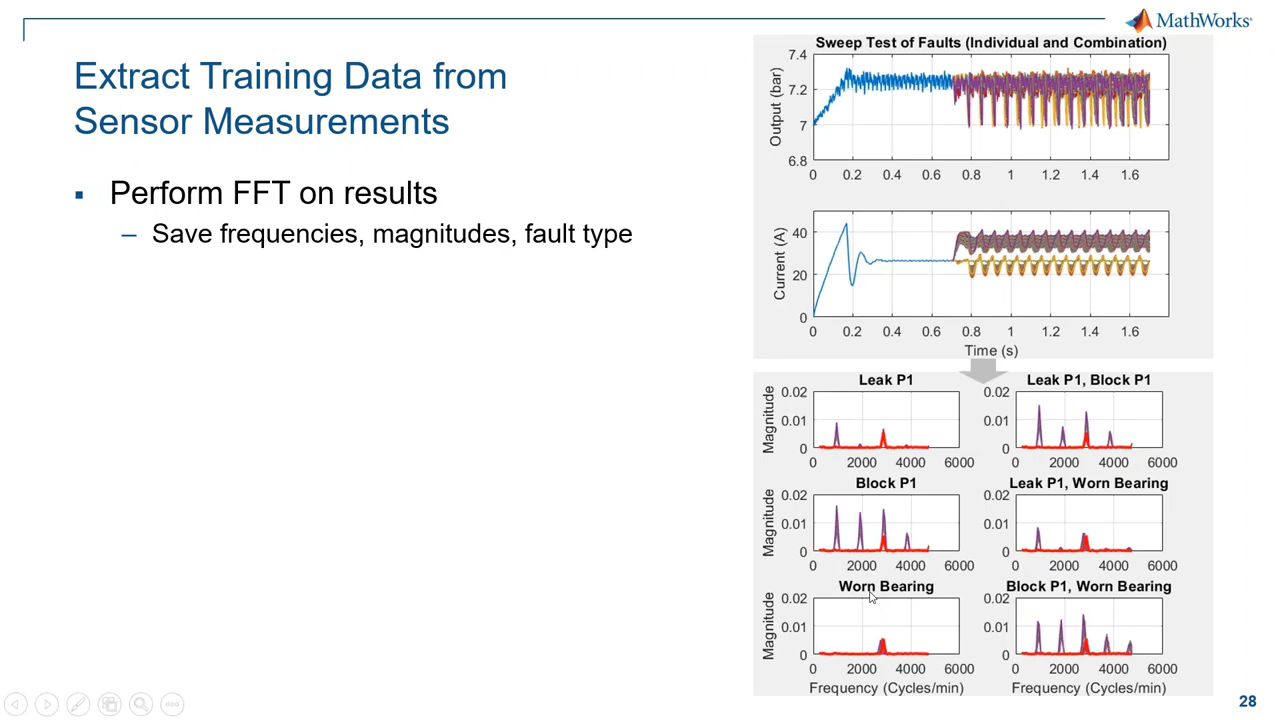 MathWorks®
Extract Training Data from
Sensor Measurements
▪ Perform FFT on results
– Save frequencies, magnitudes, fault type
Sweep Test of Faults (Individual and Combination)
Output (bar)
7.4
7.2
7
6.8
0 0.2 0.4 0.6 0.8 1 1.2 1.4 1.6
Current (A)
40
20
0
0 0.2 0.4 0.6 0.8 1 1.2 1.4 1.6
Time (s)
Leak P1
Magnitude
0.02
0.01
0
0 2000 4000 6000
Leak P1, Block P1
0.02
0.01
0
0 2000 4000 6000
Block P1
Magnitude
0.02
0.01
0
0 2000 4000 6000
Leak P1, Worn Bearing
0.02
0.01
0
0 2000 4000 6000
Worn Bearing
Magnitude
0.02
0.01
0
0 2000 4000 6000
Frequency (Cycles/min)
Block P1, Worn Bearing
0.02
0.01
0
0 2000 4000 6000
Frequency (Cycles/min)
28